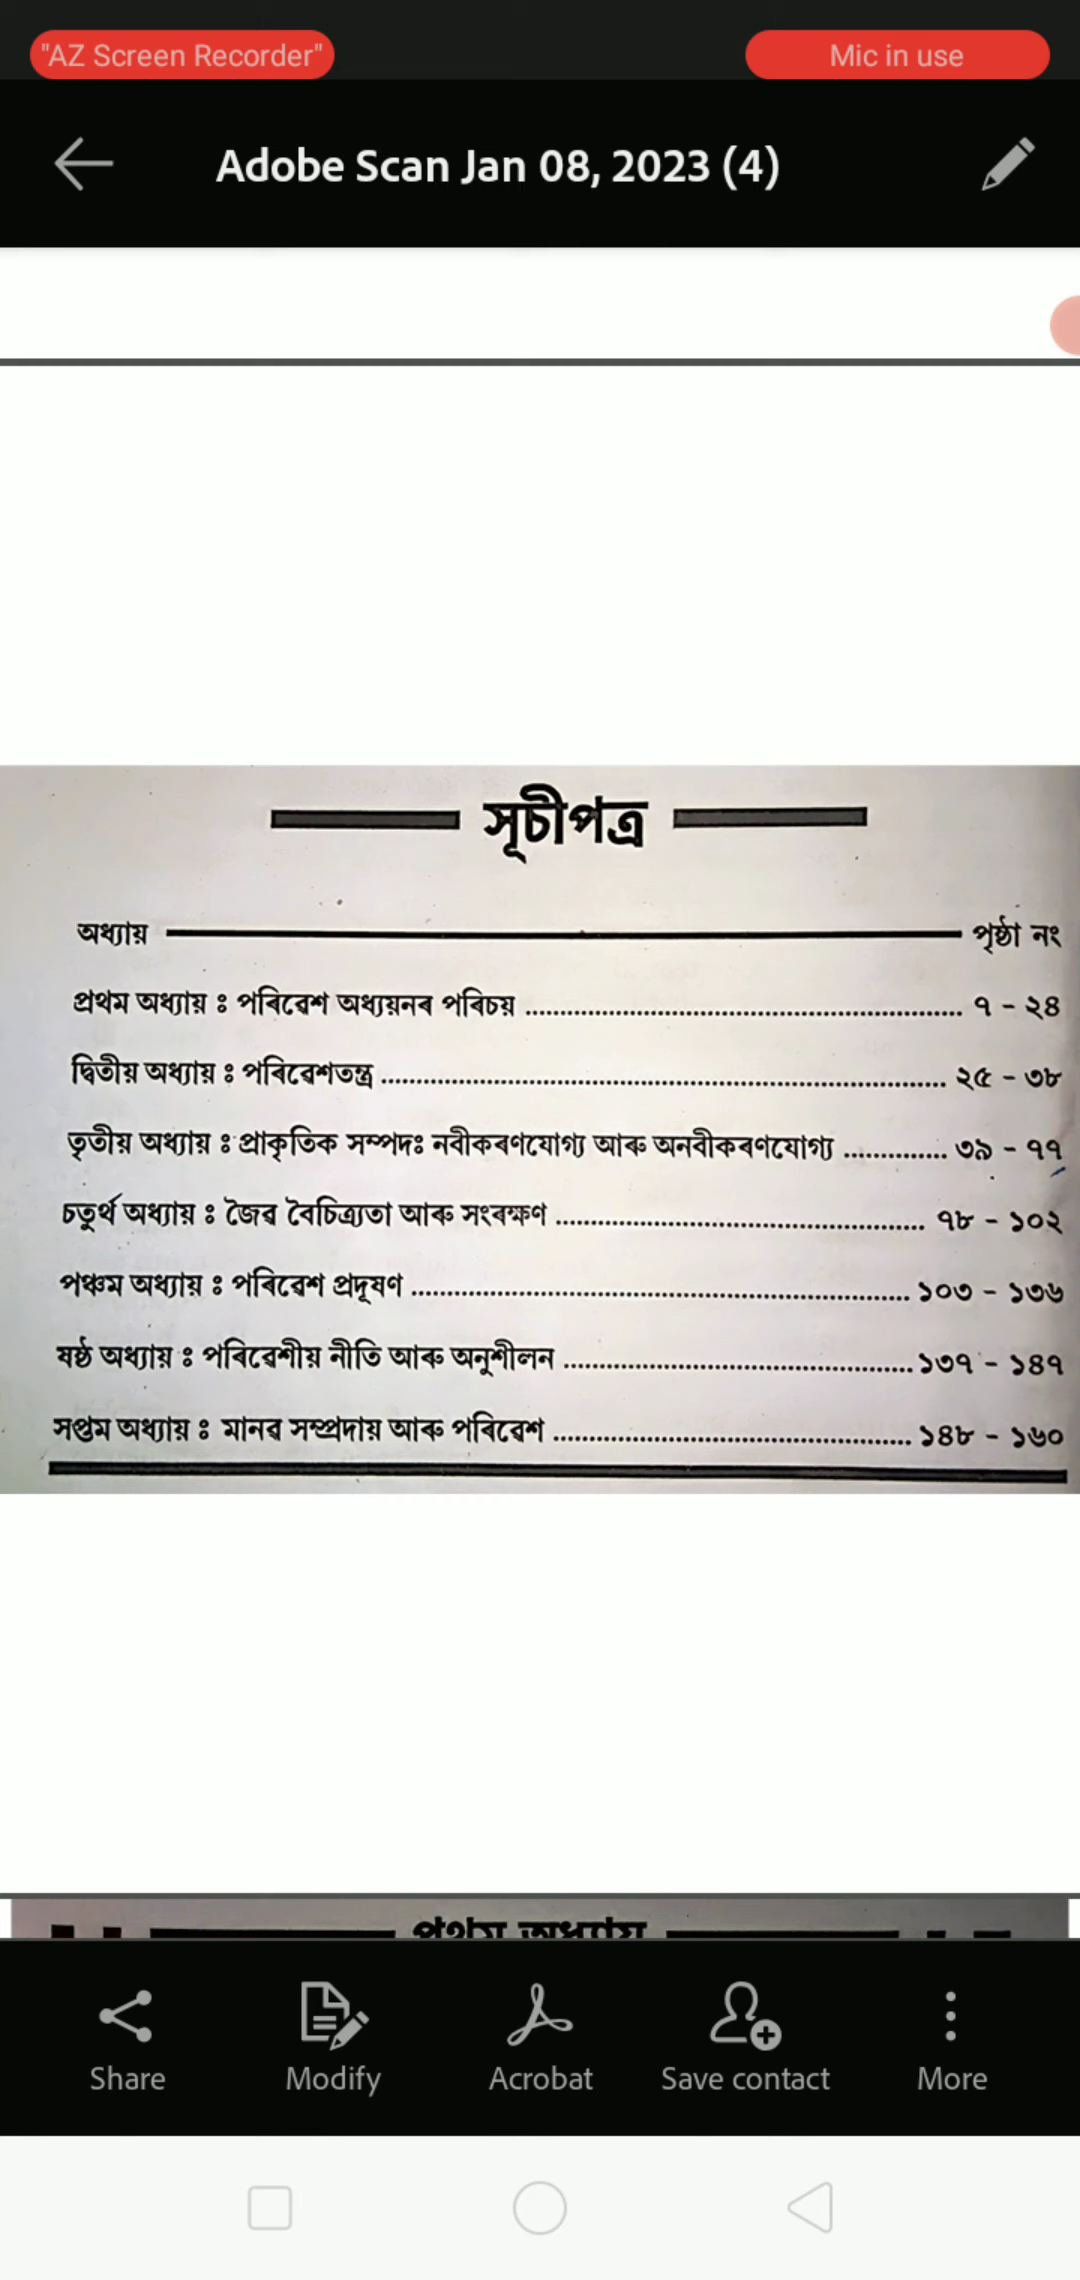 "AZ Screen Recorder"
Mic in use
Adobe Scan Jan 08, 2023 (4)
সূচীপত্ৰ
অধ্যায় পৃষ্ঠা নং
প্ৰথম অধ্যায় ঃ পৰিৱেশ অধ্যয়নৰ পৰিচয় .............................................................. ৭ - ২৪
দ্বিতীয় অধ্যায় ঃ পৰিৱেশতন্ত্ৰ ................................................................................ ২৫ - ৩৮
তৃতীয় অধ্যায় ঃ প্ৰাকৃতিক সম্পদঃ নবীকৰণযোগ্য আৰু অনবীকৰণযোগ্য ............... ৩৯ - ৭৭
চতুৰ্থ অধ্যায় ঃ জৈৱ বৈচিত্ৰ্যতা আৰু সংৰক্ষণ ..................................................... ৭৮ - ১০২
পঞ্চম অধ্যায় ঃ পৰিৱেশ প্ৰদূষণ ....................................................................... ১০৩ - ১৩৬
ষষ্ঠ অধ্যায় ঃ পৰিৱেশীয় নীতি আৰু অনুশীলন .................................................. ১৩৭ - ১৪৭
সপ্তম অধ্যায় ঃ মানৱ সম্প্ৰদায় আৰু পৰিৱেশ ................................................... ১৪৮ - ১৬০
প্ৰথম অধ্যায়
Share Modify Acrobat Save contact More